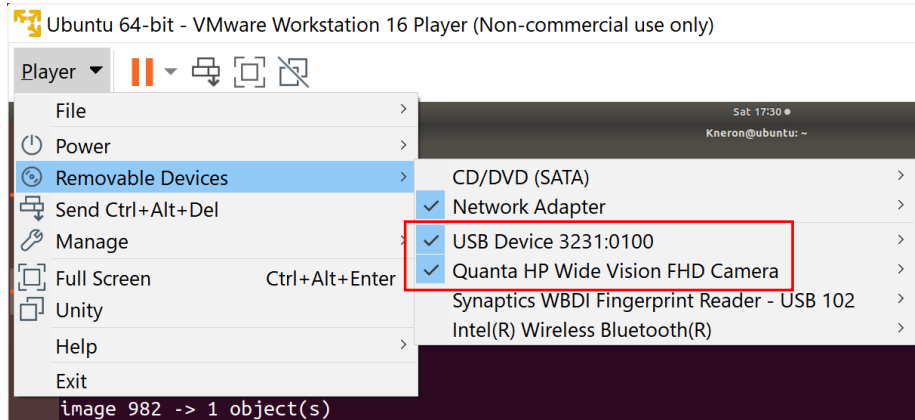 Ubuntu 64-bit - VMware Workstation 16 Player (Non-commercial use only)
Player
Sat 17:30
Kneron@ubuntu: ~
File
Power
Removable Devices
Send Ctrl+Alt+Del
Manage
Full Screen Ctrl+Alt+Enter
Unity
Help
Exit
CD/DVD (SATA)
Network Adapter
USB Device 3231:0100
Quanta HP Wide Vision FHD Camera
Synaptics WBDI Fingerprint Reader - USB 102
Intel(R) Wireless Bluetooth(R)
image 982 -> 1 object(s)